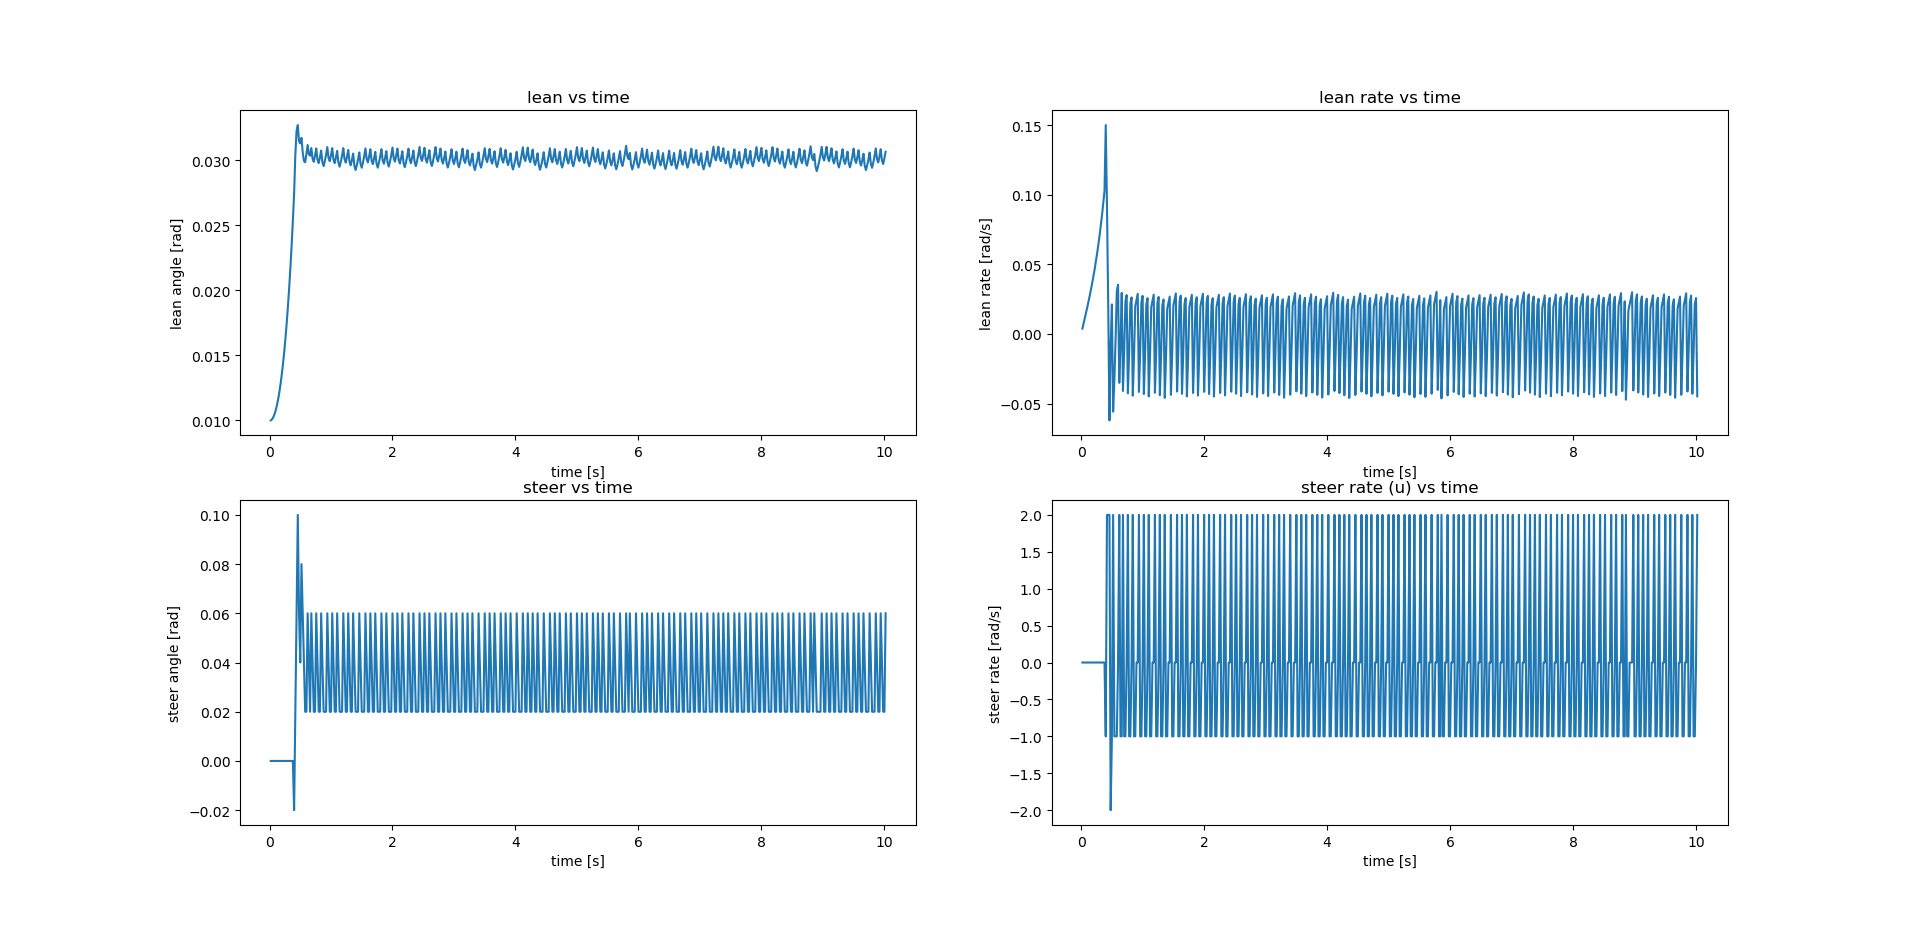 lean vs time
0.030
0.025
0.020
0.015
0.010
lean angle [rad]
0 2 4 6 8 10
time [s]
lean rate vs time
0.15
0.10
0.05
0.00
−0.05
lean rate [rad/s]
0 2 4 6 8 10
time [s]
steer vs time
0.10
0.08
0.06
0.04
0.02
0.00
−0.02
steer angle [rad]
0 2 4 6 8 10
time [s]
steer rate (u) vs time
2.0
1.5
1.0
0.5
0.0
−0.5
−1.0
−1.5
−2.0
steer rate [rad/s]
0 2 4 6 8 10
time [s]